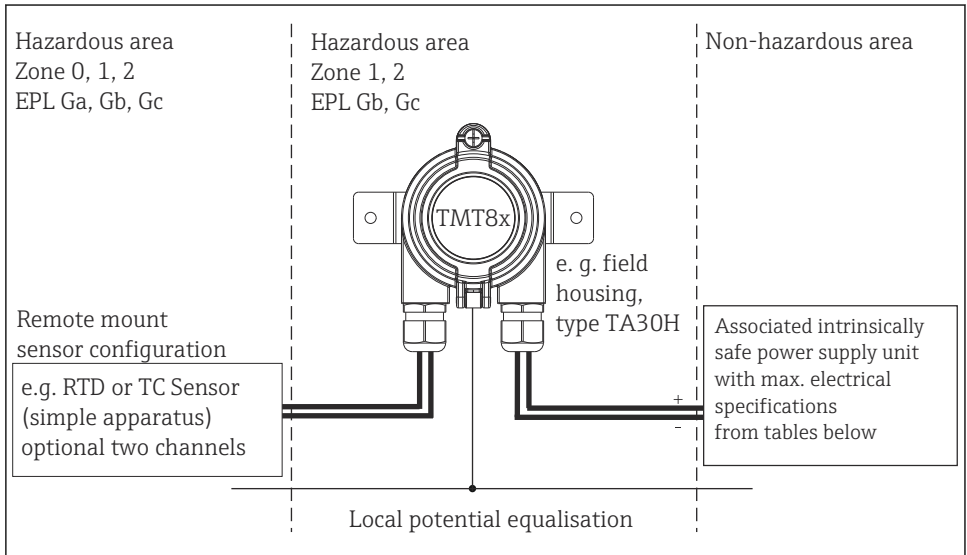 Hazardous area
Zone 0, 1, 2
EPL Ga, Gb, Gc
Hazardous area
Zone 1, 2
EPL Gb, Gc
Non-hazardous area
TMT8x
e. g. field
housing,
type TA30H
Remote mount
sensor configuration
e.g. RTD or TC Sensor
(simple apparatus)
optional two channels
+
-
Associated intrinsically
safe power supply unit
with max. electrical
specifications
from tables below
Local potential equalisation